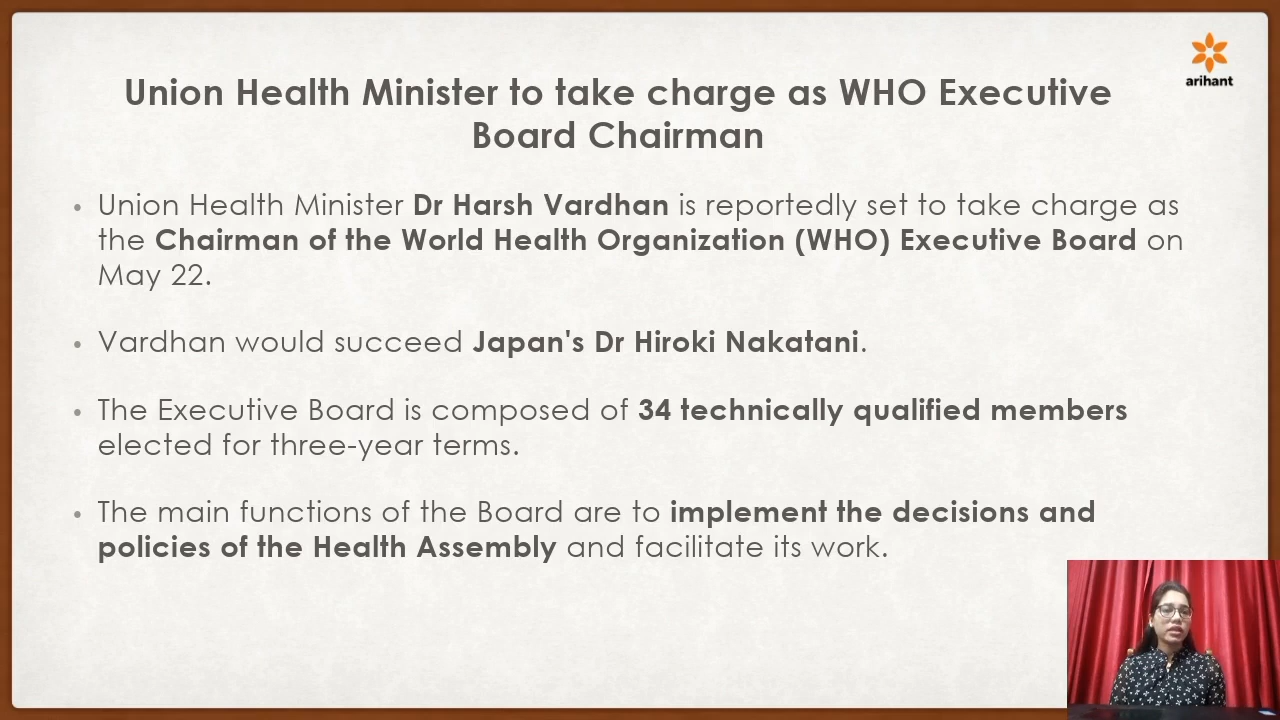 arihant
Union Health Minister to take charge as WHO Executive
Board Chairman
• Union Health Minister Dr Harsh Vardhan is reportedly set to take charge as
the Chairman of the World Health Organization (WHO) Executive Board on
May 22.
• Vardhan would succeed Japan's Dr Hiroki Nakatani.
• The Executive Board is composed of 34 technically qualified members
elected for three-year terms.
• The main functions of the Board are to implement the decisions and
policies of the Health Assembly and facilitate its work.